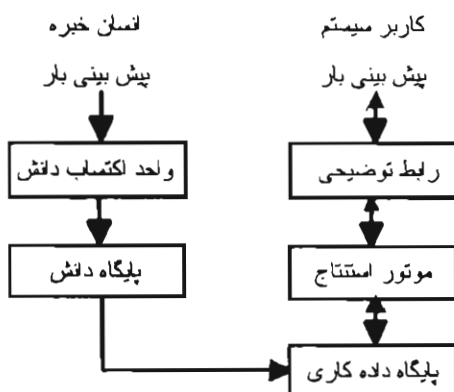 انسان خبره
پیش بینی بار
واحد اکتساب دانش
پایگاه دانش
کاربر سیستم
پیش بینی بار
رابط توضیحی
موتور استنتاج
پایگاه داده کاری